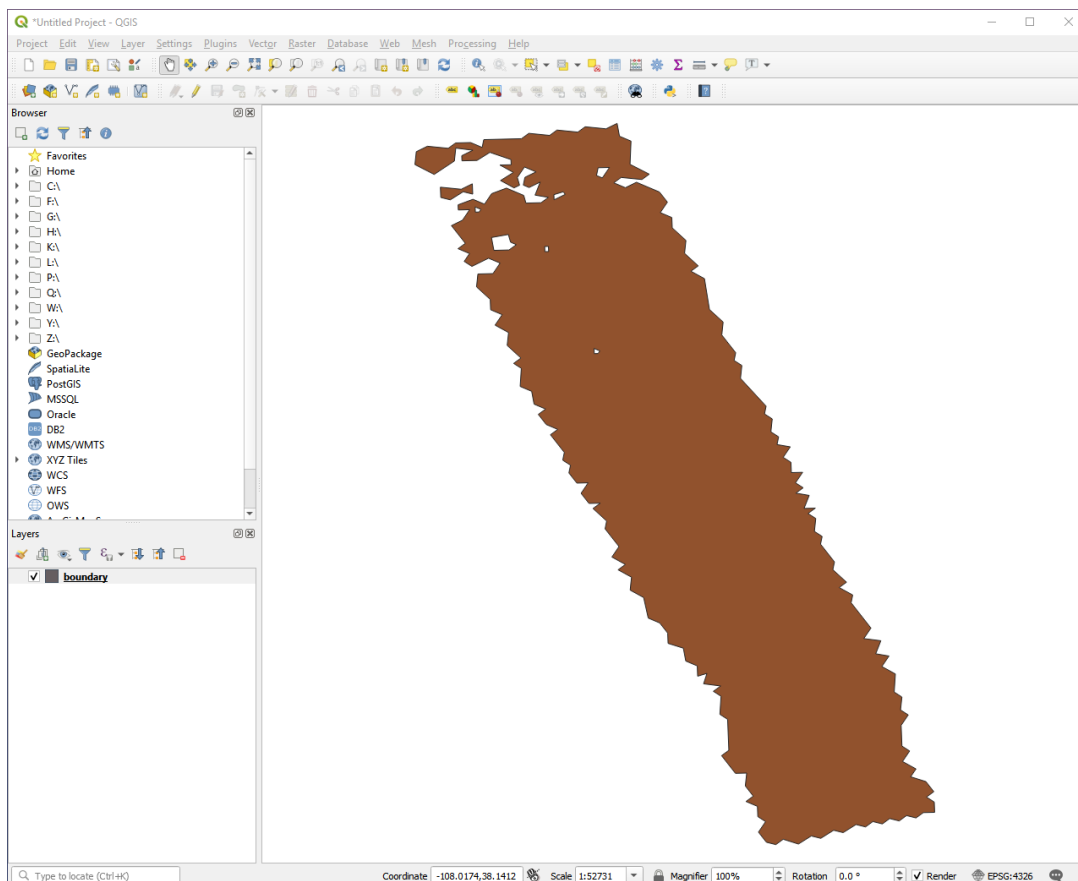 *Untitled Project - QGIS
Project Edit View Layer Settings Plugins Vector Raster Database Web Mesh Processing Help
Browser
Favorites
Home
C:\
F:\
G:\
H:\
K:\
L:\
P:\
Q:\
W:\
Y:\
Z:\
GeoPackage
SpatiaLite
PostGIS
MSSQL
Oracle
DB2
WMS/WMTS
XYZ Tiles
WCS
WFS
OWS
Layers
boundary
Type to locate (Ctrl+K) Coordinate -108.0174,38.1412 Scale 1:52731 Magnifier 100% Rotation 0.0 ° Render EPSG:4326